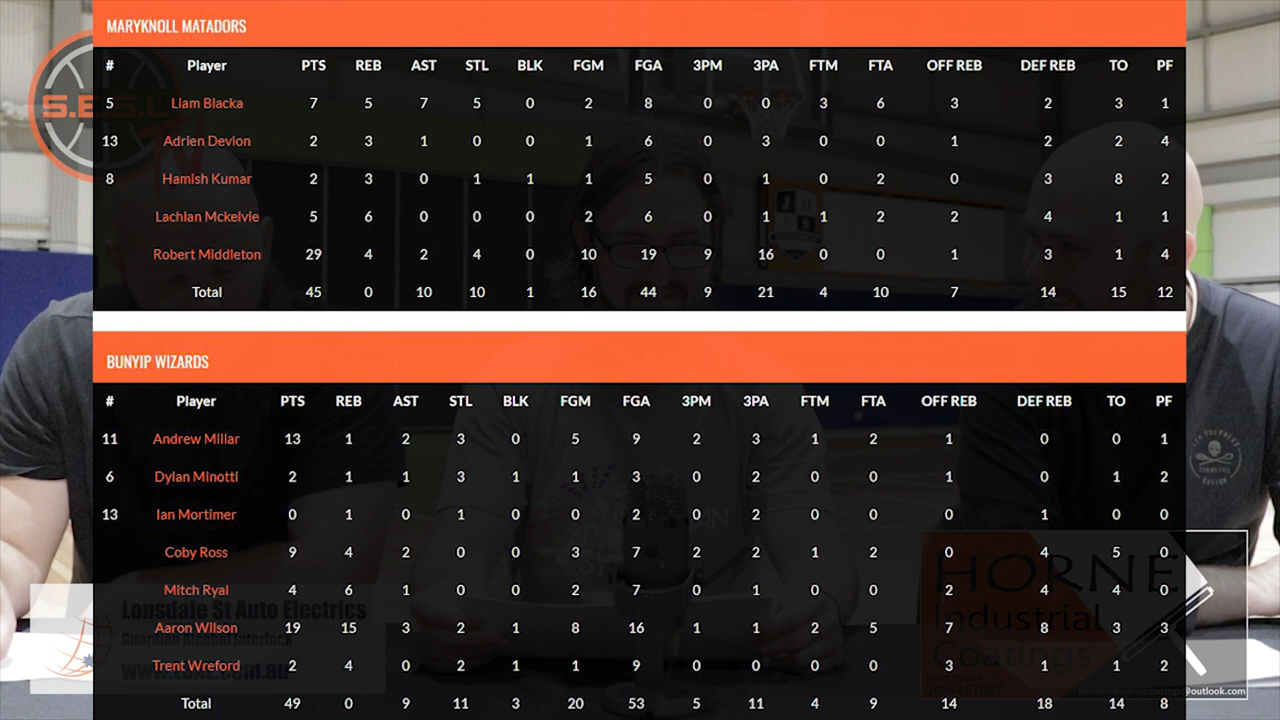 MARYKNOLL MATADORS
# Player PTS REB AST STL BLK FGM FGA 3PM 3PA FTM FTA OFF REB DEF REB TO PF
5 Liam Blacka 7 5 7 5 0 2 8 0 0 3 6 3 2 3 1
13 Adrien Devlon 2 3 1 0 0 1 6 0 3 0 0 1 2 2 4
8 Hamish Kumar 2 3 0 1 1 1 5 0 1 0 2 0 3 8 2
Lachlan Mckelvie 5 6 0 0 0 2 6 0 1 1 2 2 4 1 1
Robert Middleton 29 4 2 4 0 10 19 9 16 0 0 1 3 1 4
Total 45 0 10 10 1 16 44 9 21 4 10 7 14 15 12
BUNYIP WIZARDS
# Player PTS REB AST STL BLK FGM FGA 3PM 3PA FTM FTA OFF REB DEF REB TO PF
11 Andrew Millar 13 1 2 3 0 5 9 2 3 1 2 1 0 0 1
6 Dylan Minotti 2 1 1 3 1 1 3 0 2 0 0 1 0 1 2
13 Ian Mortimer 0 1 0 1 0 0 2 0 2 0 0 0 1 0 0
Coby Ross 9 4 2 0 0 3 7 2 2 1 2 0 4 5 0
Mitch Ryal 4 6 1 0 0 2 7 0 1 0 0 2 4 4 0
Aaron Wilson 19 15 3 2 1 8 16 1 1 2 5 7 8 3 3
Trent Wreford 2 4 0 2 1 1 9 0 0 0 0 3 1 1 2
Total 49 0 9 11 3 20 53 5 11 4 9 14 18 14 8
S.E.S.L
Lonsdale St Auto Electrics
Guardian Alcohol Interlock
HORNE
Industrial
Coatings